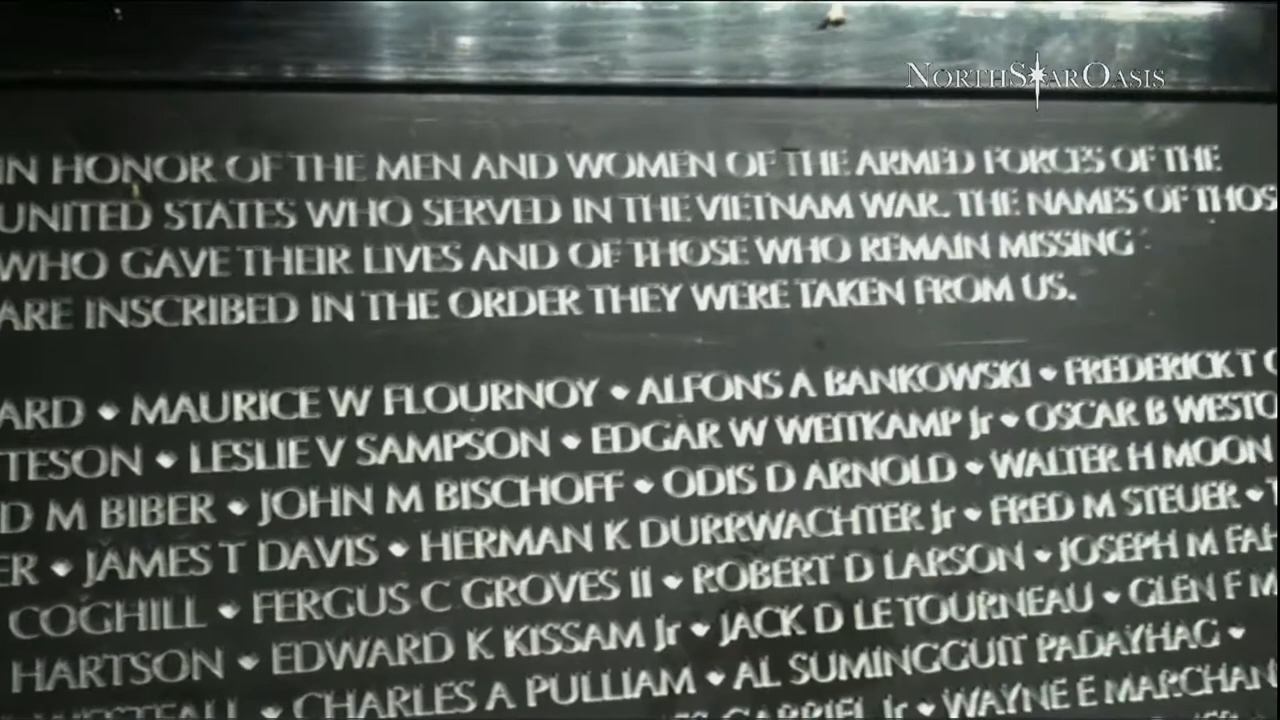 NORTHSTAROASIS
IN HONOR OF THE MEN AND WOMEN OF THE ARMED FORCES OF THE
UNITED STATES WHO SERVED IN THE VIETNAM WAR. THE NAMES OF THOS
WHO GAVE THEIR LIVES AND OF THOSE WHO REMAIN MISSING
ARE INSCRIBED IN THE ORDER THEY WERE TAKEN FROM US.
ARD ◆ MAURICE W FLOURNOY ◆ ALFONS A BANKOWSKI ◆ FREDERICK T
TESON ◆ LESLIE V SAMPSON ◆ EDGAR W WEITKAMP Jr ◆ OSCAR B WESTO
D M BIBER ◆ JOHN M BISCHOFF ◆ ODIS D ARNOLD ◆ WALTER H MOON
ER ◆ JAMES T DAVIS ◆ HERMAN K DURRWACHTER Jr ◆ FRED M STEUER ◆
COGHILL ◆ FERGUS C GROVES II ◆ ROBERT D LARSON ◆ JOSEPH M FAH
HARTSON ◆ EDWARD K KISSAM Jr ◆ JACK D LE TOURNEAU ◆ GLEN F M
CHARLES A PULLIAM ◆ AL SUMINGGUIT PADAYHAG ◆
GABRIEL Jr ◆ WAYNE E MARCHAN